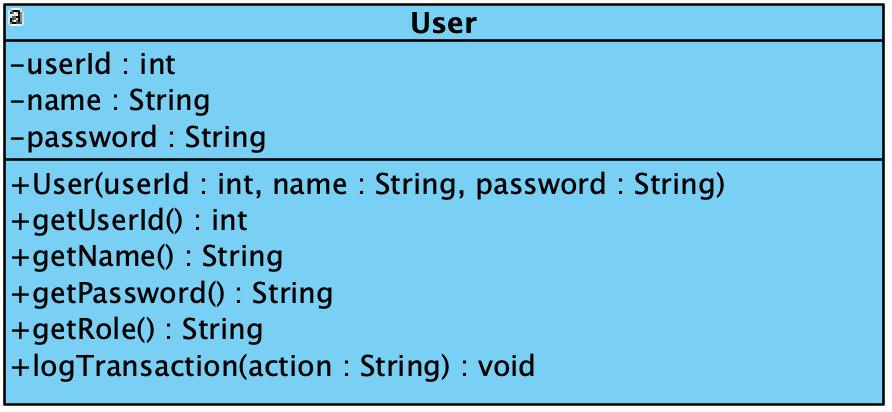 a
User
-userId : int
-name : String
-password : String
+User(userId : int, name : String, password : String)
+getUserId() : int
+getName() : String
+getPassword() : String
+getRole() : String
+logTransaction(action : String) : void